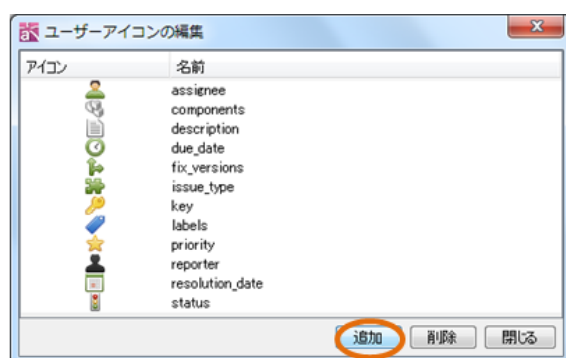 ユーザーアイコンの編集
アイコン 名前
assignee
components
description
due_date
fix_versions
issue_type
key
labels
priority
reporter
resolution_date
status
追加 削除 閉じる